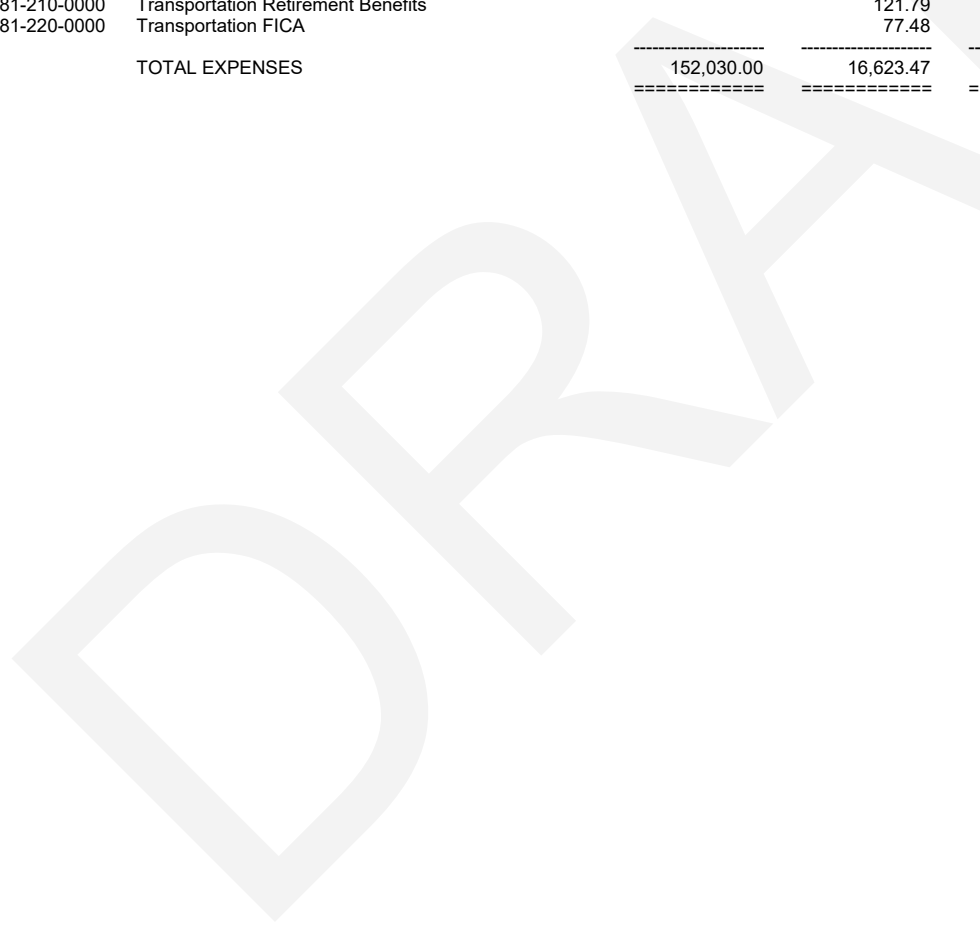 81-210-0000 Transportation Retirement Benefits 121.79
81-220-0000 Transportation FICA 77.48
--------------------- --------------------- --
TOTAL EXPENSES 152,030.00 16,623.47
============ ============ =
DRA